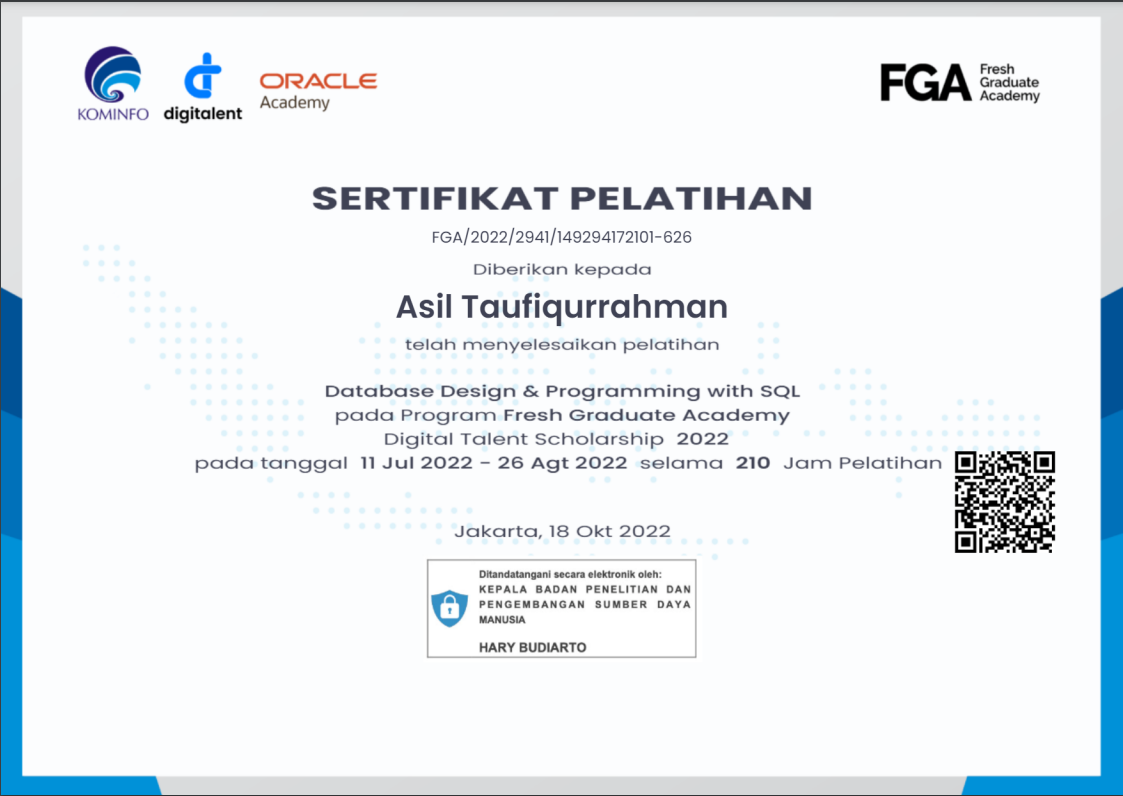 KOMINFO
digitalent
ORACLE
Academy
FGA
Fresh
Graduate
Academy
SERTIFIKAT PELATIHAN
FGA/2022/2941/149294172101-626
Diberikan kepada
Asil Taufiqurrahman
telah menyelesaikan pelatihan
Database Design & Programming with SQL
pada Program Fresh Graduate Academy
Digital Talent Scholarship 2022
pada tanggal 11 Jul 2022 - 26 Agt 2022 selama 210 Jam Pelatihan
Jakarta, 18 Okt 2022
Ditandatangani secara elektronik oleh:
KEPALA BADAN PENELITIAN DAN
PENGEMBANGAN SUMBER DAYA
MANUSIA
HARY BUDIARTO